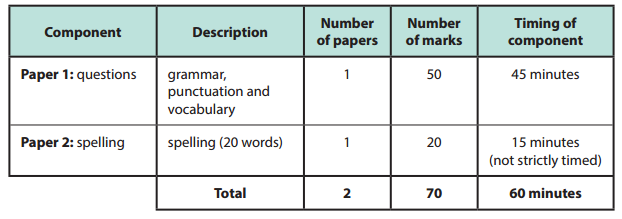 Component Description Number of papers Number of marks Timing of component
Paper 1: questions grammar, punctuation and vocabulary 1 50 45 minutes
Paper 2: spelling spelling (20 words) 1 20 15 minutes (not strictly timed)
Total 2 70 60 minutes